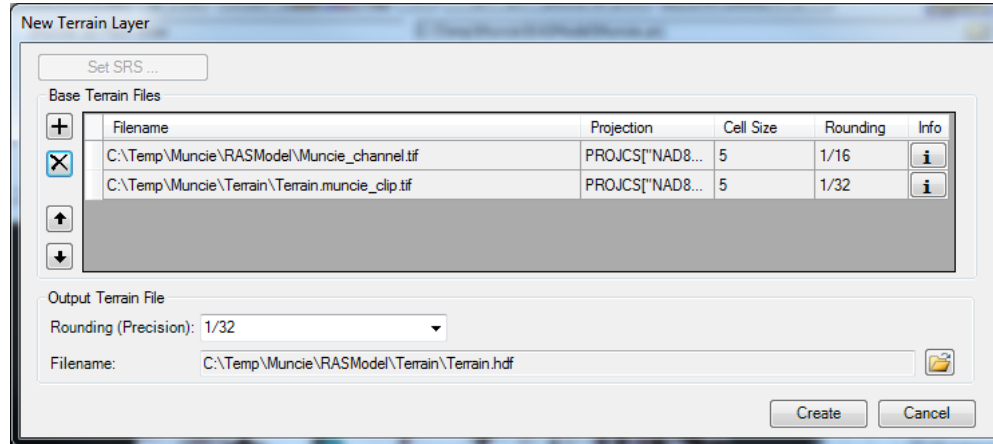 New Terrain Layer
Set SRS ...
Base Terrain Files
Filename Projection Cell Size Rounding Info
C:\Temp\Muncie\RASModel\Muncie_channel.tif PROJCS["NAD8... 5 1/16 i
C:\Temp\Muncie\Terrain\Terrain.muncie_clip.tif PROJCS["NAD8... 5 1/32 i
Output Terrain File
Rounding (Precision): 1/32
Filename: C:\Temp\Muncie\RASModel\Terrain\Terrain.hdf
Create Cancel